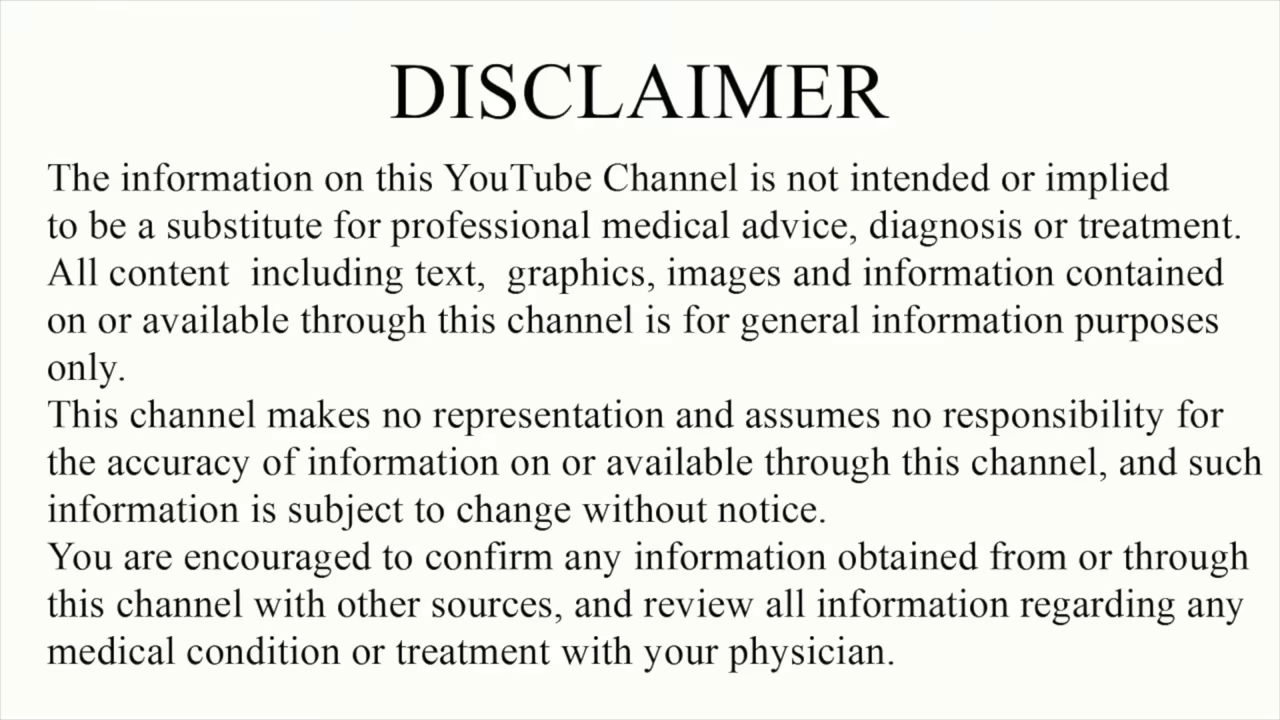 DISCLAIMER
The information on this YouTube Channel is not intended or implied
to be a substitute for professional medical advice, diagnosis or treatment.
All content  including text,  graphics, images and information contained
on or available through this channel is for general information purposes
only.
This channel makes no representation and assumes no responsibility for
the accuracy of information on or available through this channel, and such
information is subject to change without notice.
You are encouraged to confirm any information obtained from or through
this channel with other sources, and review all information regarding any
medical condition or treatment with your physician.